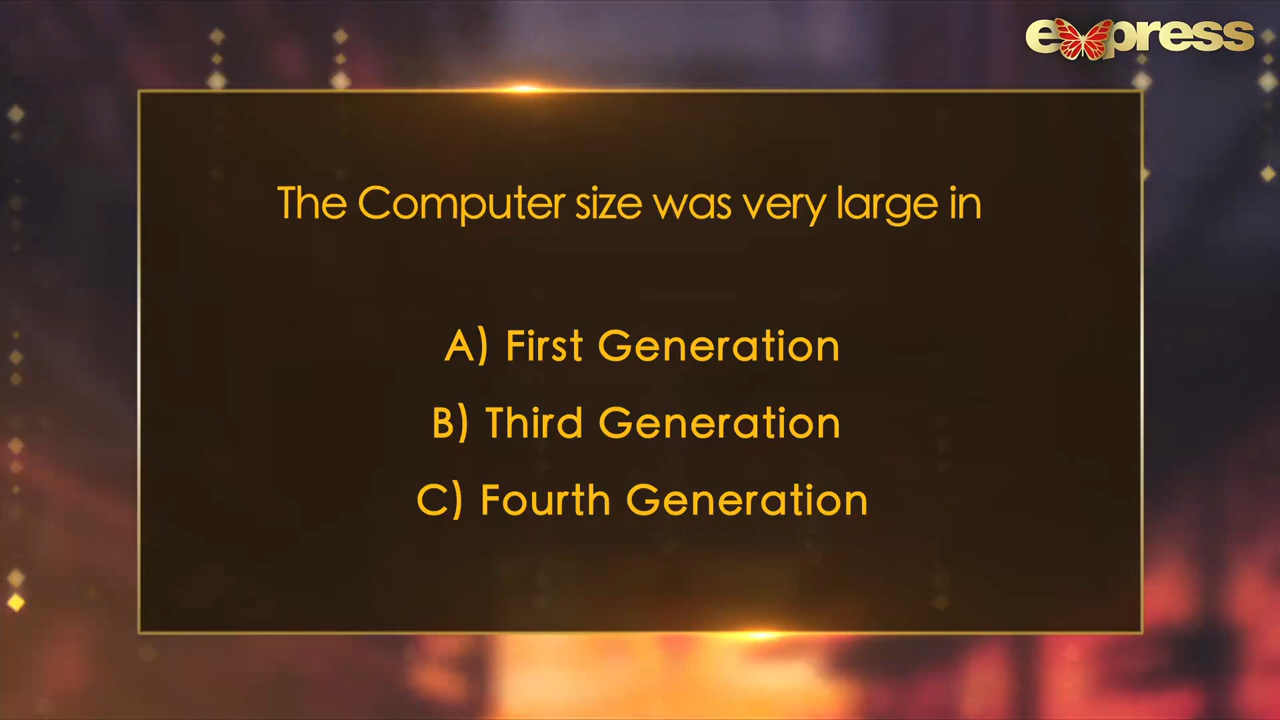 express
The Computer size was very large in
A) First Generation
B) Third Generation
C) Fourth Generation